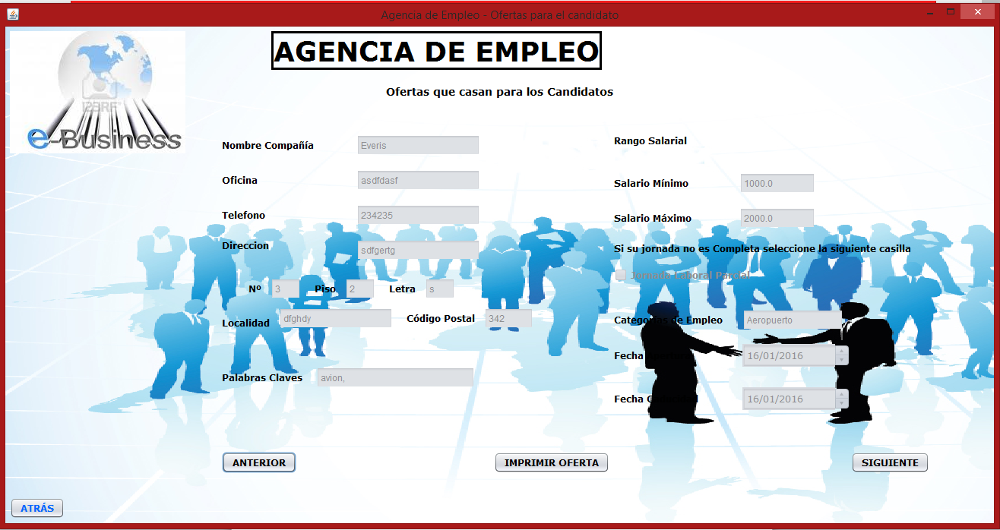 Agencia de Empleo - Ofertas para el candidato
AGENCIA DE EMPLEO
123RF
e-Business
Ofertas que casan para los Candidatos
Nombre Compañía Everis
Rango Salarial
Oficina asdfdasf
Salario Mínimo 1000.0
Telefono 234235
Salario Máximo 2000.0
Direccion sdfgertg
Si su jornada no es Completa seleccione la siguiente casilla
Jornada Laboral Parcial
Nº 3 Piso 2 Letra s
Localidad dfghdy Código Postal 342
Categorias de Empleo Aeropuerto
Fecha 16/01/2016
Palabras Claves avion,
Fecha 16/01/2016
ANTERIOR
IMPRIMIR OFERTA
SIGUIENTE
ATRÁS